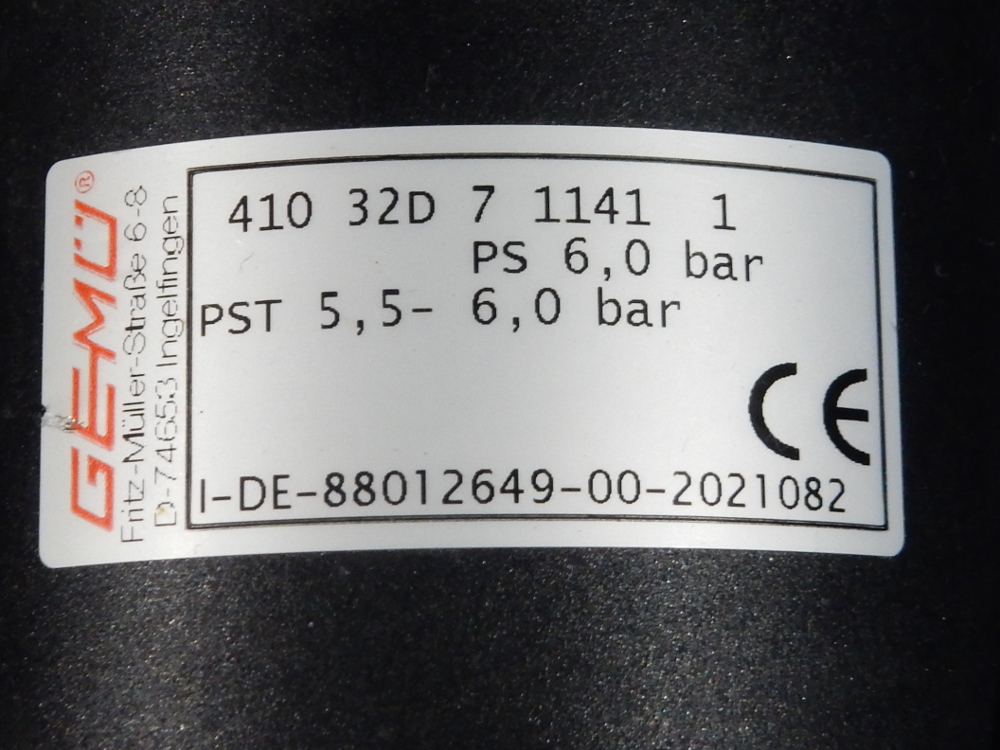 GEMÜ®
Fritz-Müller-Straße 6-8
D-74653 Ingelfingen
410 32D 7 1141 1
PS 6,0 bar
PST 5,5- 6,0 bar
CE
I-DE-88012649-00-2021082